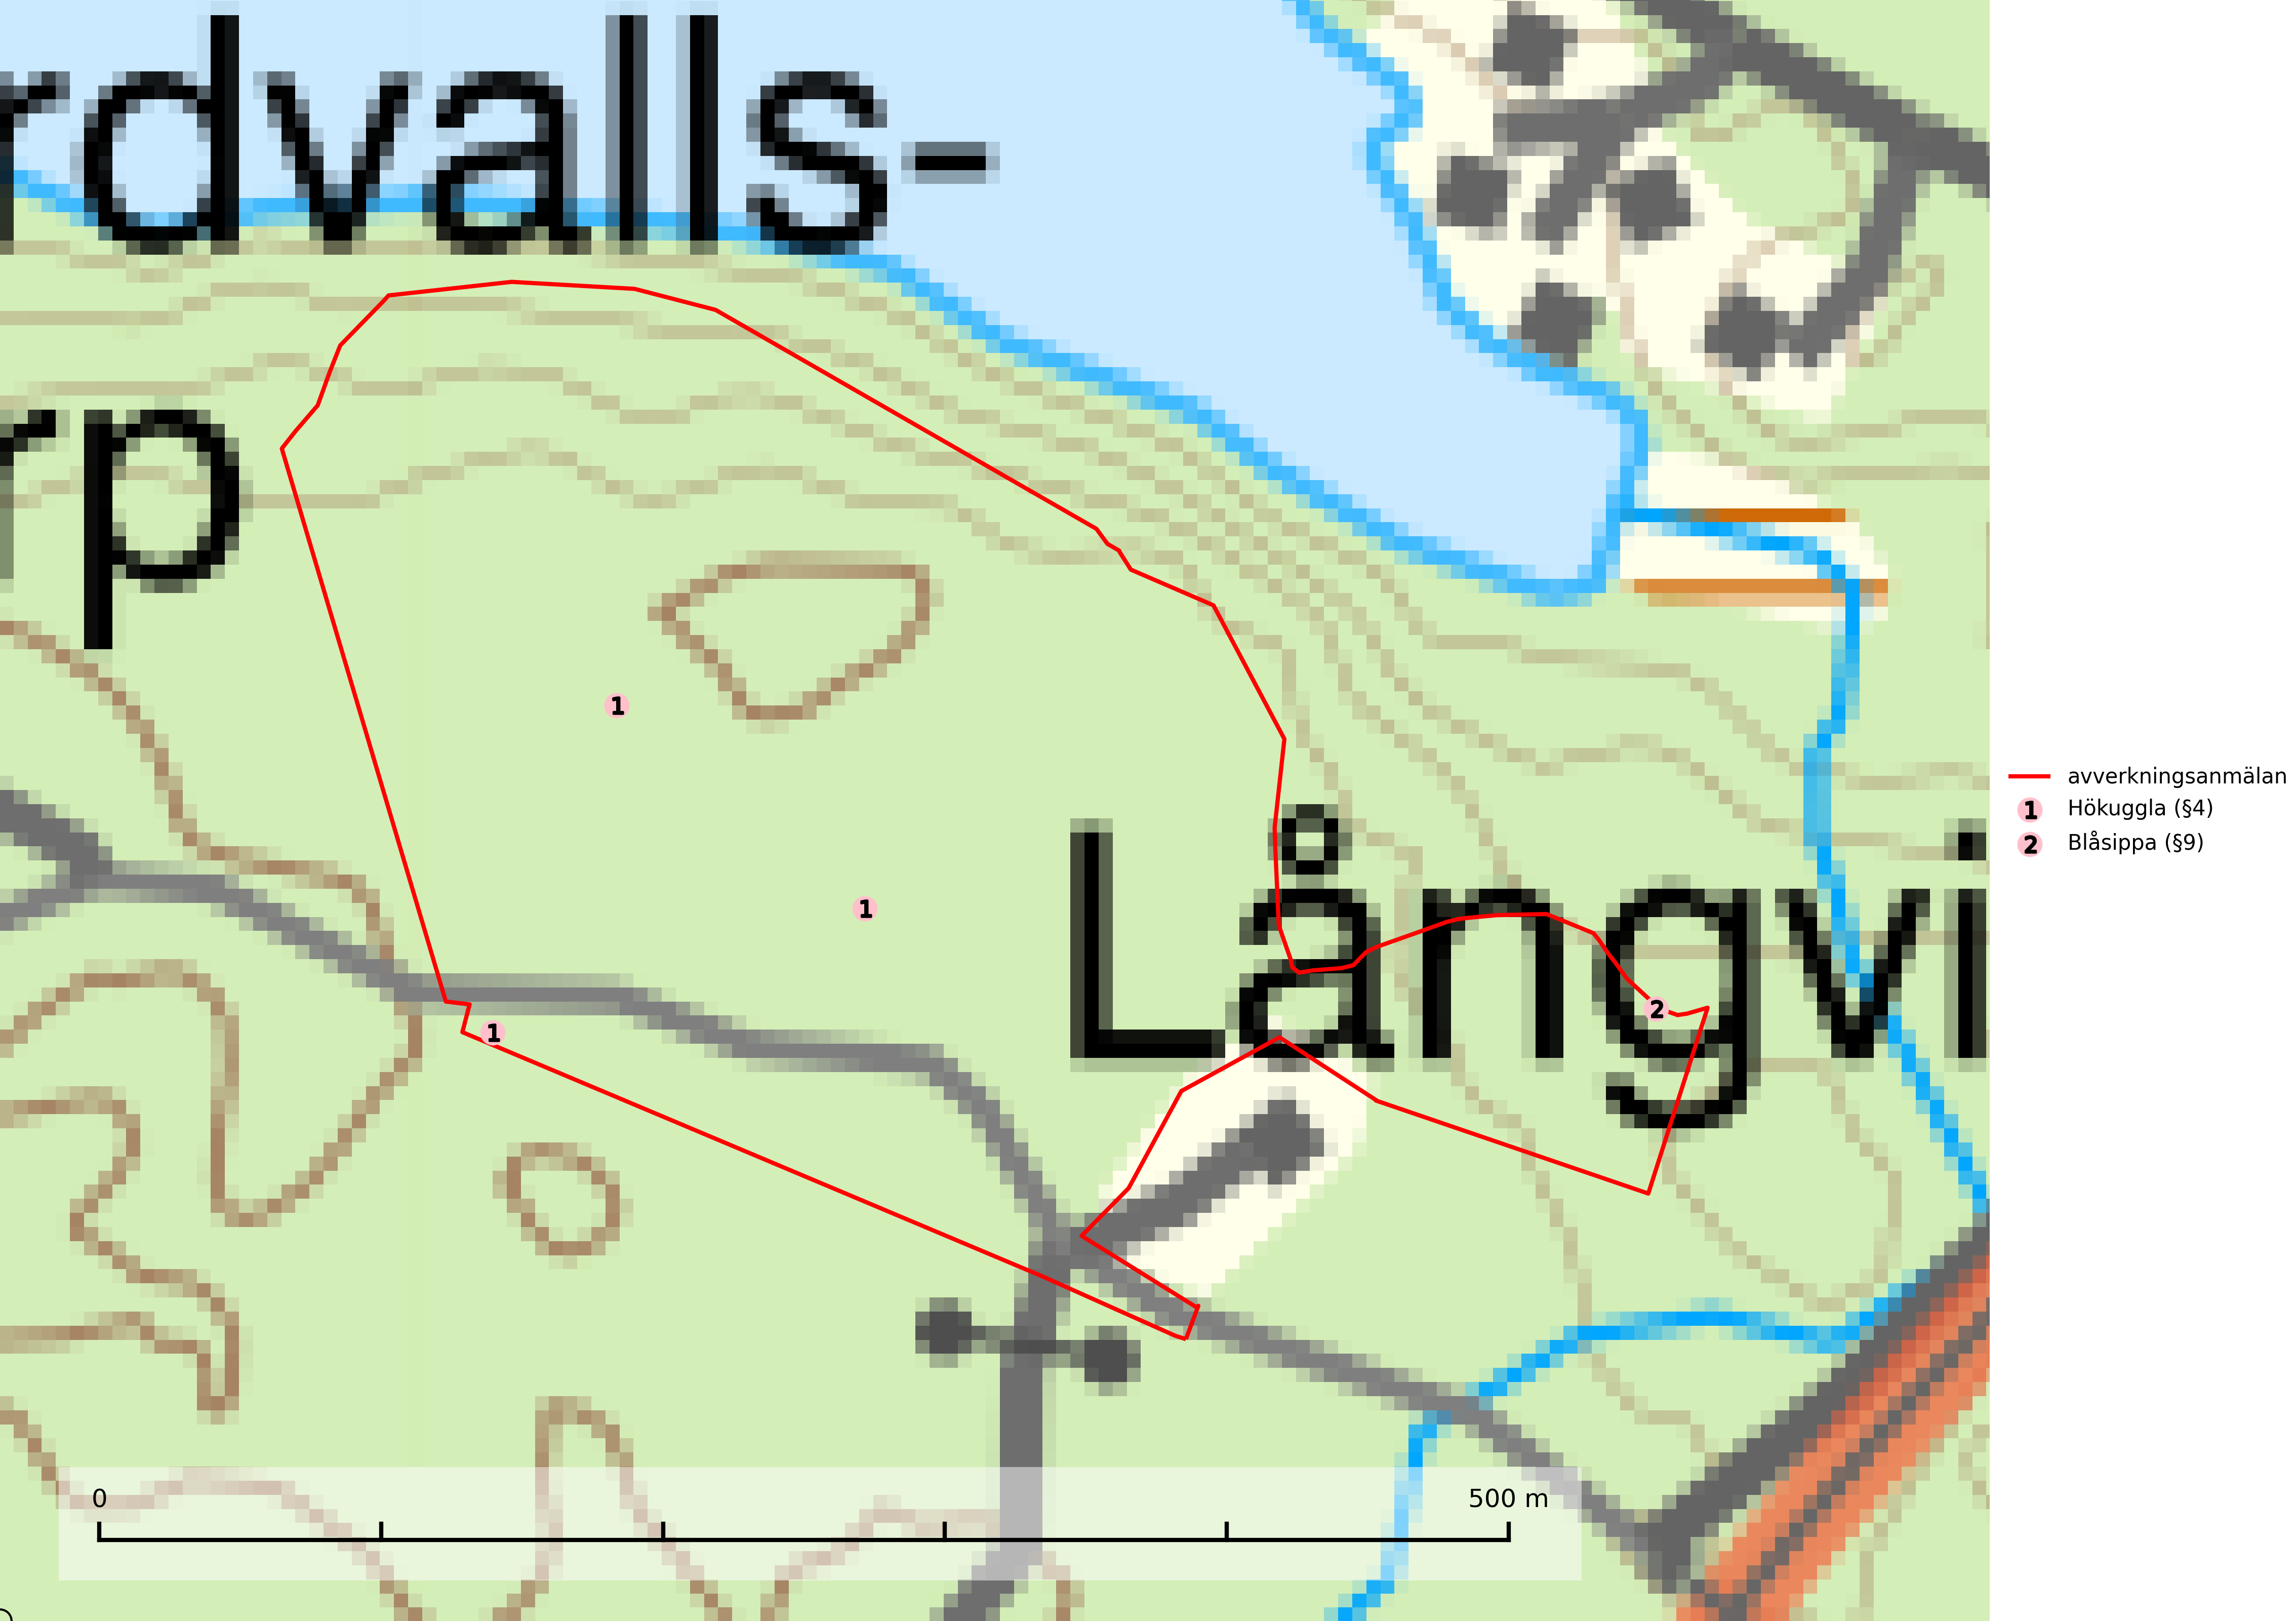 rdvalls-
rp
1
1
Långvi
2
1
0
500 m
avverkningsanmälan
1 Hökuggla (§4)
2 Blåsippa (§9)